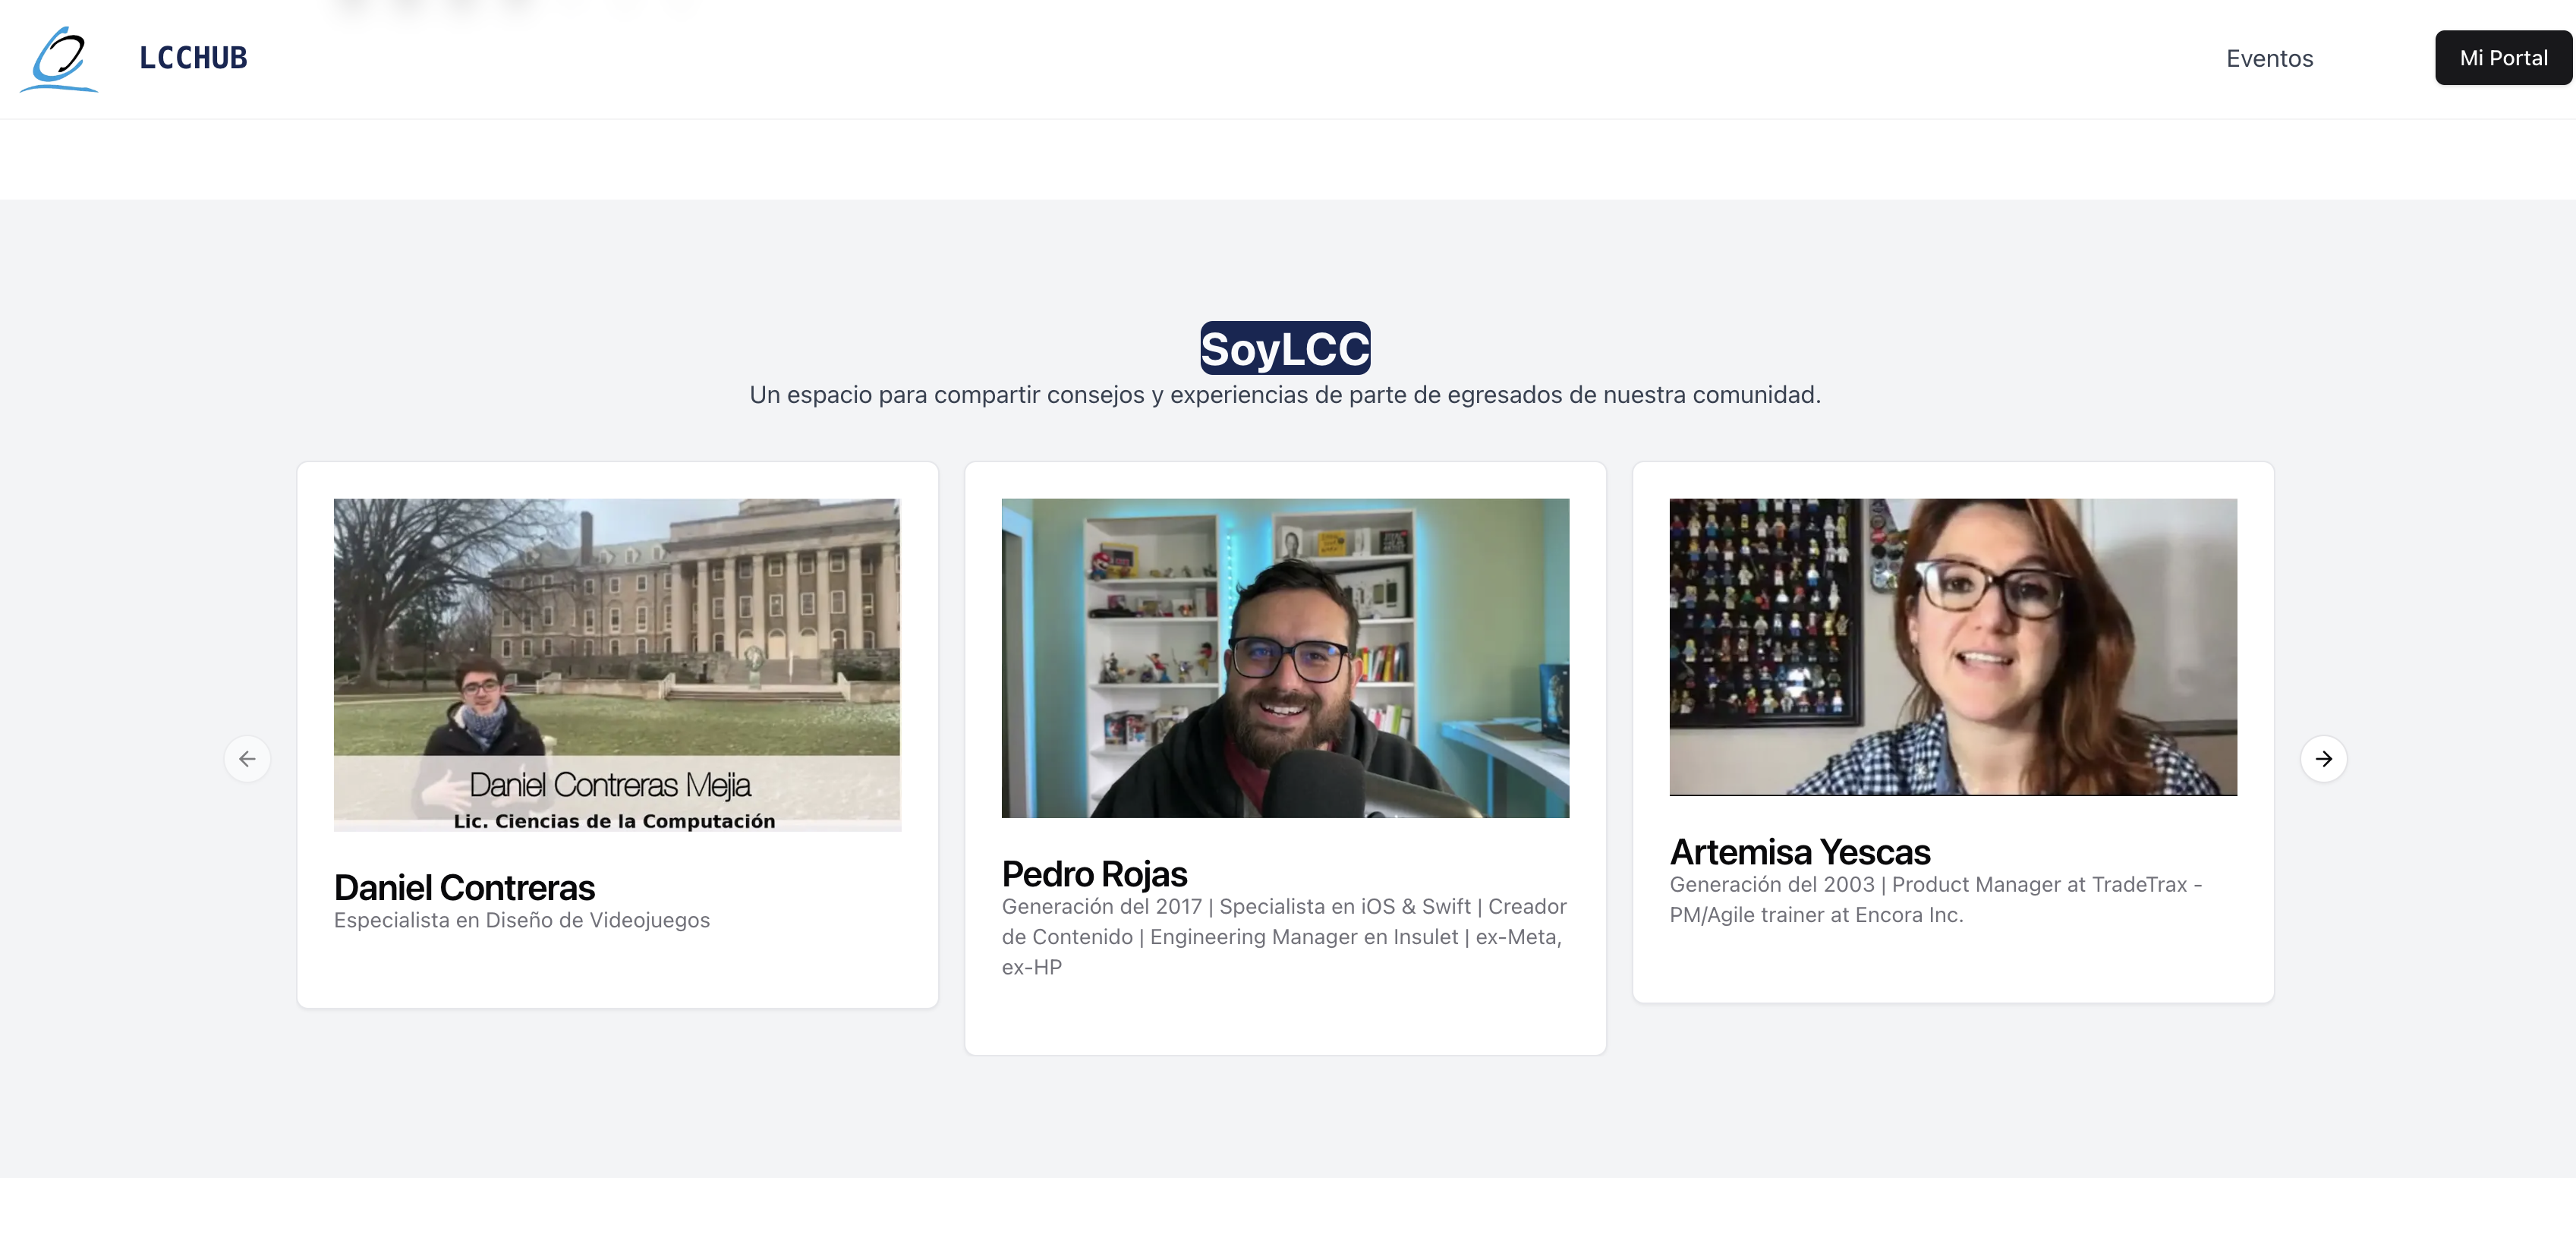 LCCHUB
Eventos
Mi Portal
SoyLCC
Un espacio para compartir consejos y experiencias de parte de egresados de nuestra comunidad.
Daniel Contreras Mejia
Lic. Ciencias de la Computación
Daniel Contreras
Especialista en Diseño de Videojuegos
Pedro Rojas
Generación del 2017 | Specialista en iOS & Swift | Creador
de Contenido | Engineering Manager en Insulet | ex-Meta,
ex-HP
Artemisa Yescas
Generación del 2003 | Product Manager at TradeTrax -
PM/Agile trainer at Encora Inc.